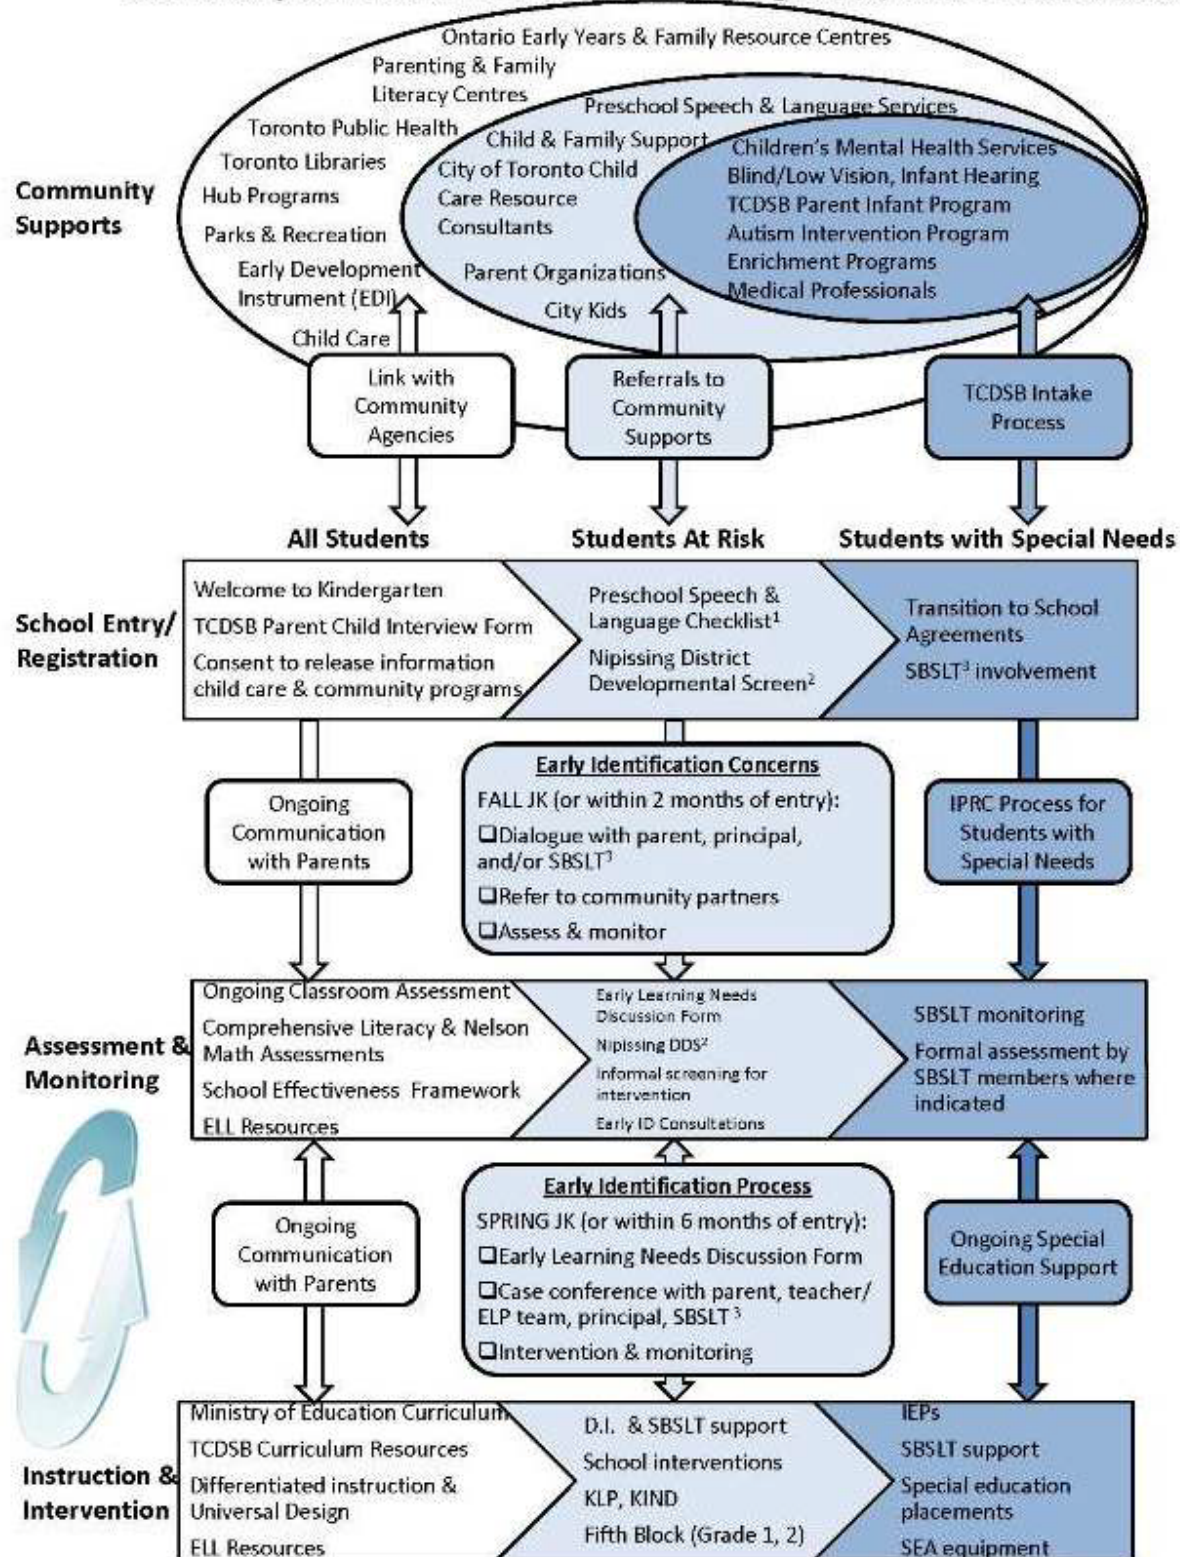 Ontario Early Years & Family Resource Centres
Parenting & Family
Literacy Centres
Toronto Public Health
Toronto Libraries
Hub Programs
Parks & Recreation
Early Development
Instrument (EDI)
Child Care
Preschool Speech & Language Services
Child & Family Support
City of Toronto Child
Care Resource
Consultants
Parent Organizations
City Kids
Children's Mental Health Services
Blind/Low Vision, Infant Hearing
TCDSB Parent Infant Program
Autism Intervention Program
Enrichment Programs
Medical Professionals
Community
Supports
Link with
Community
Agencies
Referrals to
Community
Supports
TCDSB Intake
Process
All Students
Students At Risk
Students with Special Needs
School Entry/
Registration
Welcome to Kindergarten
TCDSB Parent Child Interview Form
Consent to release information
child care & community programs
Preschool Speech &
Language Checklist¹
Nipissing District
Developmental Screen²
Transition to School
Agreements
SBSLT³ involvement
Ongoing
Communication
with Parents
Early Identification Concerns
FALL JK (or within 2 months of entry):
❑Dialogue with parent, principal,
and/or SBSLT³
❑Refer to community partners
❑Assess & monitor
IPRC Process for
Students with
Special Needs
Assessment &
Monitoring
Ongoing Classroom Assessment
Comprehensive Literacy & Nelson
Math Assessments
School Effectiveness Framework
ELL Resources
Early Learning Needs
Discussion Form
Nipissing DDS²
Informal screening for
intervention
Early ID Consultations
SBSLT monitoring
Formal assessment by
SBSLT members where
indicated
Ongoing
Communication
with Parents
Early Identification Process
SPRING JK (or within 6 months of entry):
❑Early Learning Needs Discussion Form
❑Case conference with parent, teacher/
ELP team, principal, SBSLT³
❑Intervention & monitoring
Ongoing Special
Education Support
Instruction &
Intervention
Ministry of Education Curriculum
TCDSB Curriculum Resources
Differentiated instruction &
Universal Design
ELL Resources
D.I. & SBSLT support
School interventions
KLP, KIND
Fifth Block (Grade 1, 2)
IEPs
SBSLT support
Special education
placements
SEA equipment